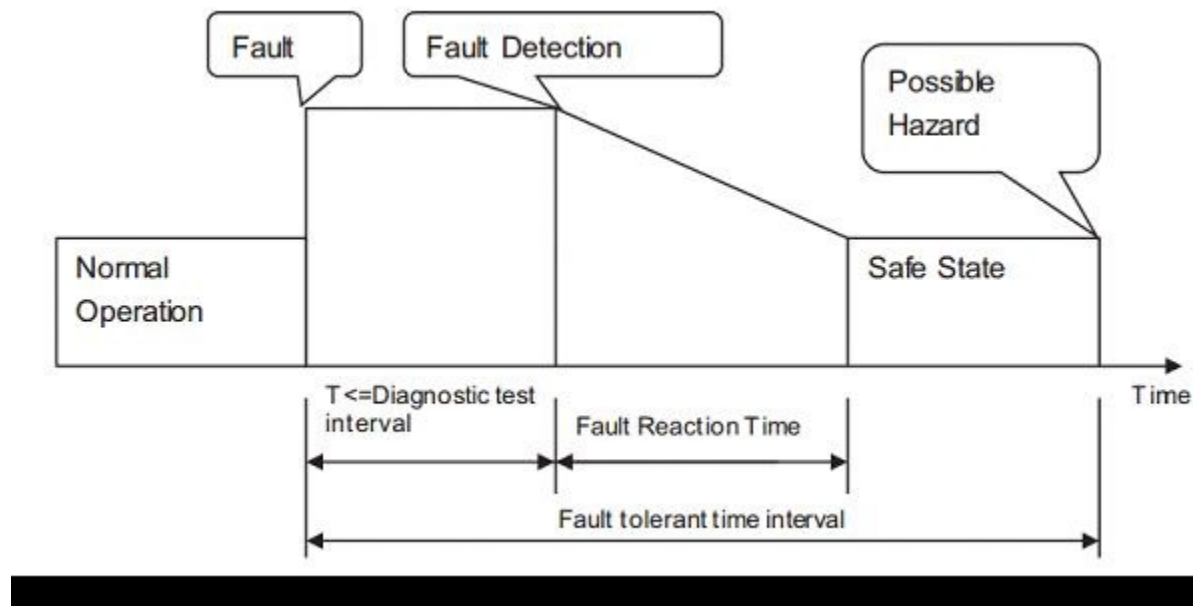 Fault
Fault Detection
Possible
Hazard
Normal
Operation
Safe State
T<=Diagnostic test
interval
Time
Fault Reaction Time
Fault tolerant time interval